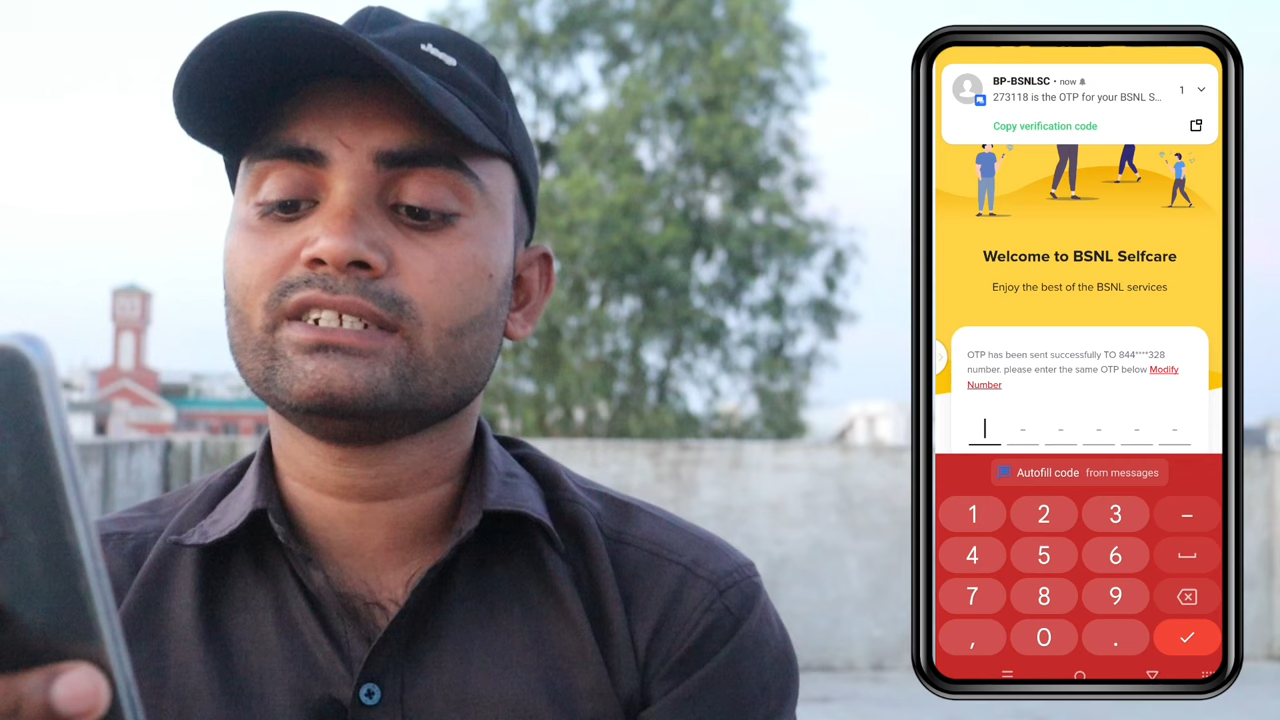 Jeep
BP-BSNLSC • now
273118 is the OTP for your BSNL S...
1
Copy verification code
Welcome to BSNL Selfcare
Enjoy the best of the BSNL services
OTP has been sent successfully TO 844****328
number. please enter the same OTP below Modify
Number
- - - - -
Autofill code from messages
1 2 3 -
4 5 6
7 8 9
, 0 .